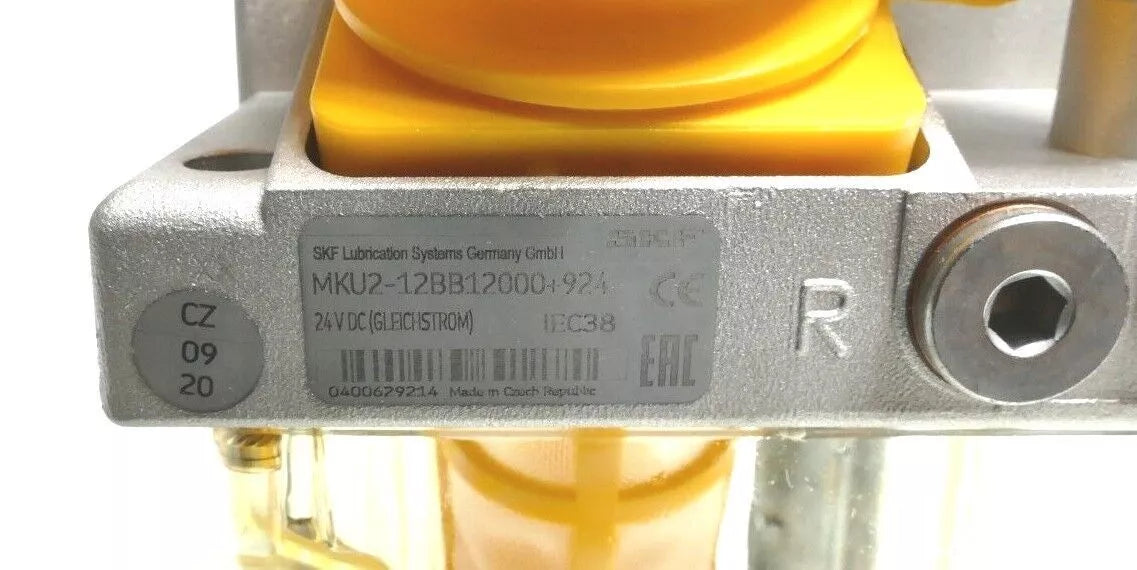 SKF
SKF Lubrication Systems Germany GmbH
MKU2-12BB12000+924
CE
24 V DC (GLEICHSTROM) IEC38
EAC
0400629214 Made in Czech Republic
CZ
09
20
R